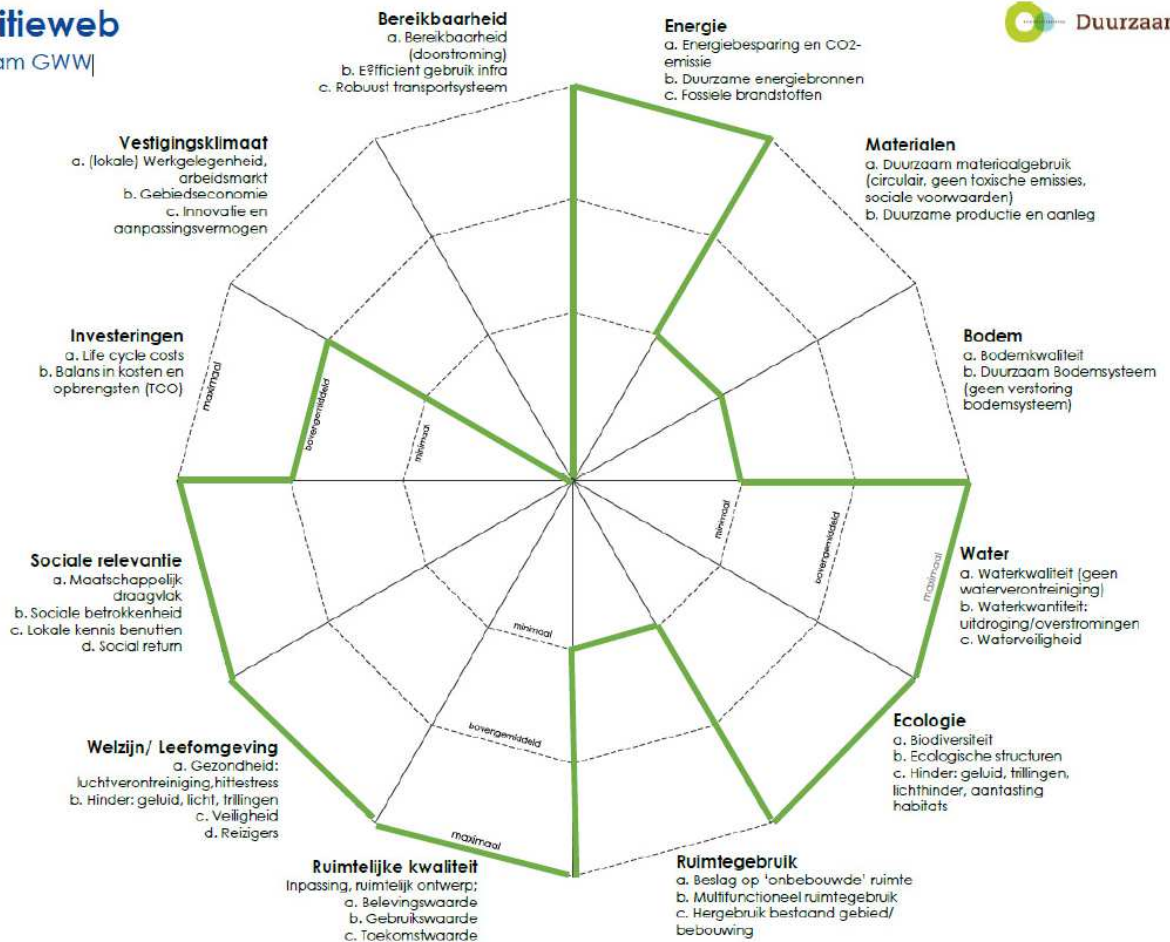 itieweb
am GWW
Duurzaam
Bereikbaarheid
a. Bereikbaarheid
(doorstroming)
b. E?fficient gebruik infra
c. Robuust transportsysteem
Energie
a. Energiebesparing en CO2-
emissie
b. Duurzame energiebronnen
c. Fossiele brandstoffen
Vestigingsklimaat
a. (lokale) Werkgelegenheid,
arbeidsmarkt
b. Gebiedseconomie
c. Innovatie en
aanpassingsvermogen
Materialen
a. Duurzaam materiaalgebruik
(circulair, geen toxische emissies,
sociale voorwaarden)
b. Duurzame productie en aanleg
Investeringen
a. Life cycle costs
b. Balans in kosten en
opbrengsten (TCO)
maximaal
bovengemiddeld
minimaal
Bodem
a. Bodemkwaliteit
b. Duurzaam Bodemsysteem
(geen verstoring
bodemsysteem)
minimaal
bovengemiddeld
maximaal
Sociale relevantie
a. Maatschappelijk
draagvlak
b. Sociale betrokkenheid
c. Lokale kennis benutten
d. Social return
Water
a. Waterkwaliteit (geen
waterverontreiniging)
b. Waterkwantiteit:
uitdroging/overstromingen
c. Waterveiligheid
minimaal
bovengemiddeld
maximaal
Welzijn/ Leefomgeving
a. Gezondheid:
luchtverontreiniging,hittestress
b. Hinder: geluid, licht, trillingen
c. Veiligheid
d. Reizigers
Ecologie
a. Biodiversiteit
b. Ecologische structuren
c. Hinder: geluid, trillingen,
lichthinder, aantasting
habitats
Ruimtelijke kwaliteit
Inpassing, ruimtelijk ontwerp;
a. Belevingswaarde
b. Gebruikswaarde
c. Toekomstwaarde
Ruimtegebruik
a. Beslag op 'onbebouwde' ruimte
b. Multifunctioneel ruimtegebruik
c. Hergebruik bestaand gebied/
bebouwing